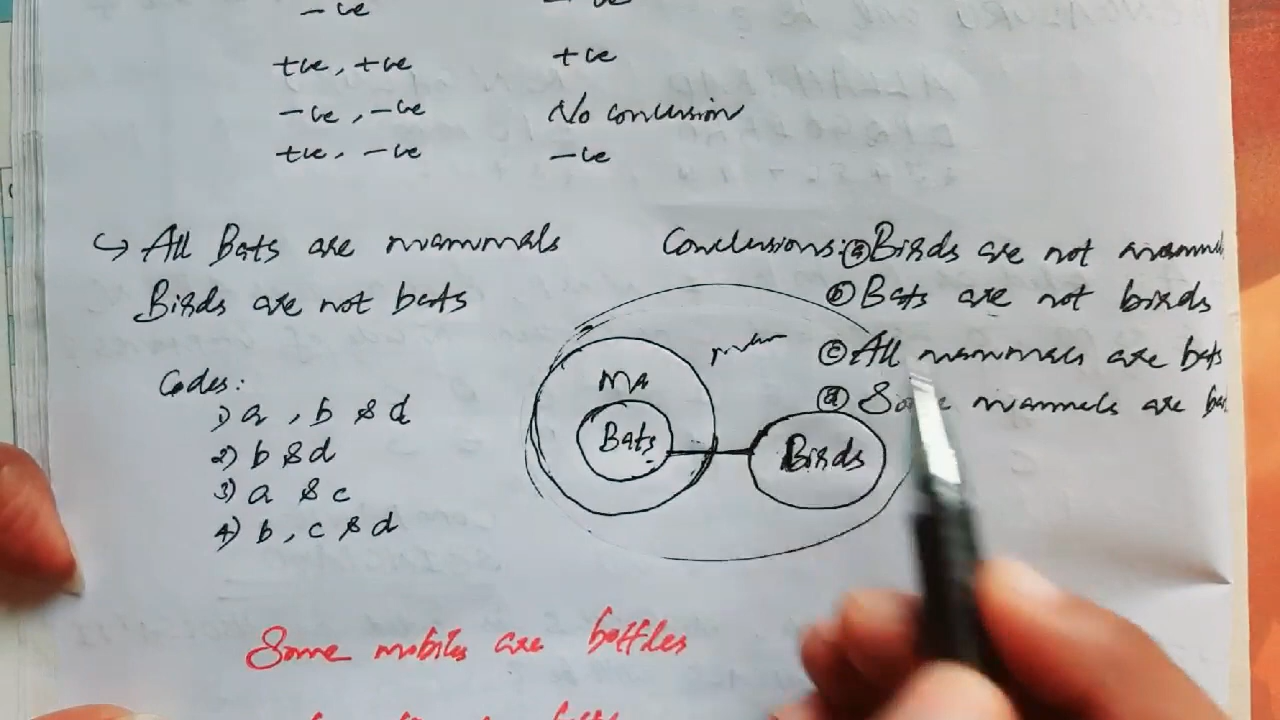 -ve
+ve, +ve +ve
-ve, -ve No conclusion
+ve, -ve -ve
↳ All Bats are mammals
Birds are not bats
Conclusions: ⓐ Birds are not mammal
ⓑ Bats are not birds
ⓒ All mammals are bats
ⓓ Some mammals are bat
Codes:
1) a, b & d
2) b & d
3) a & c
4) b, c & d
MA
Bats
Birds
Some mobiles are bottles